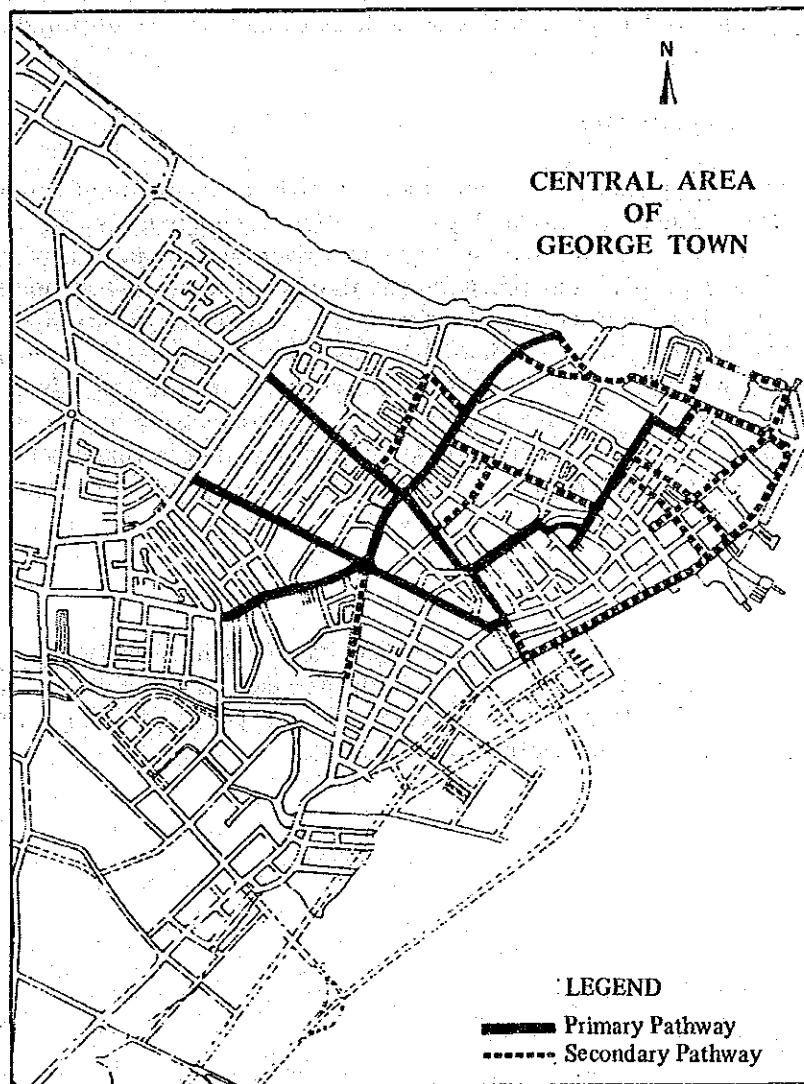 N
CENTRAL AREA
OF
GEORGE TOWN
LEGEND
Primary Pathway
Secondary Pathway